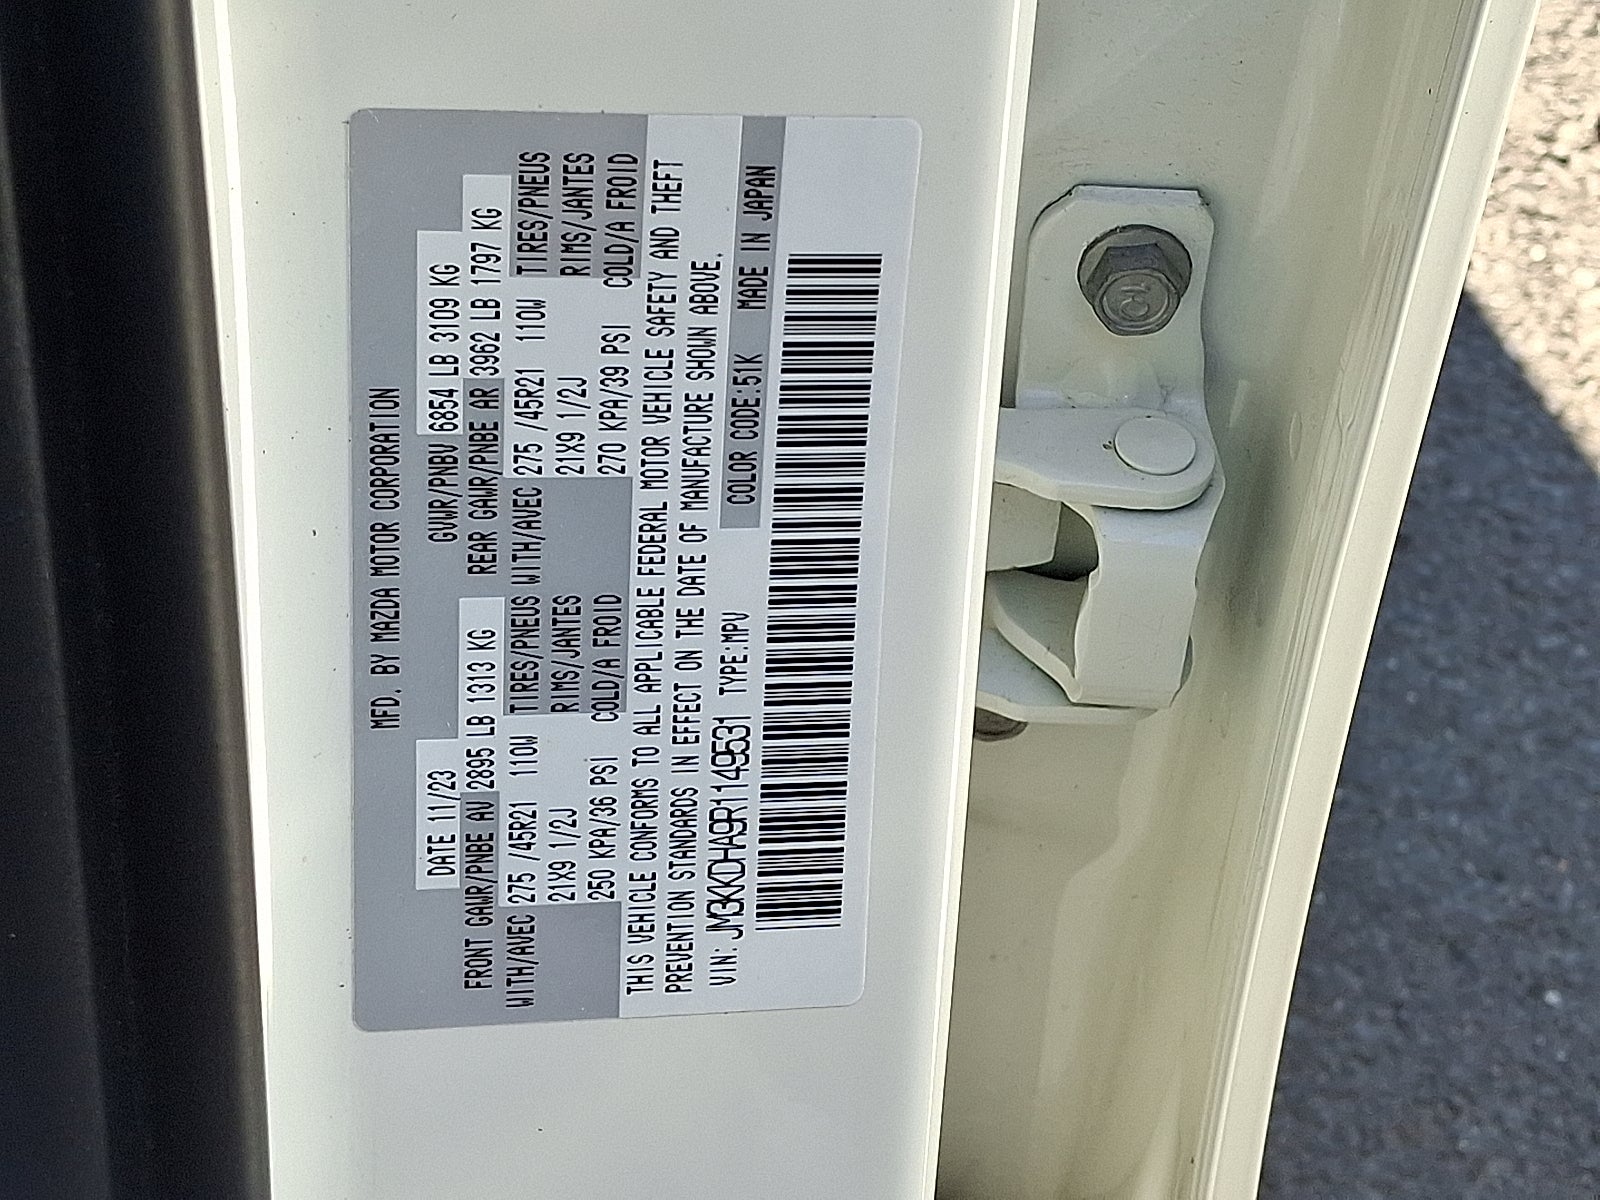 MFD. BY MAZDA MOTOR CORPORATION
DATE 11/23 GVWR/PNBV 6854 LB 3109 KG
FRONT GAWR/PNBE AV 2895 LB 1313 KG REAR GAWR/PNBE AR 3962 LB 1797 KG
WITH/AVEC 275 /45R21 110W TIRES/PNEUS WITH/AVEC 275 /45R21 110W TIRES/PNEUS
21X9 1/2J RIMS/JANTES 21X9 1/2J RIMS/JANTES
250 KPA/36 PSI COLD/A FROID 270 KPA/39 PSI COLD/A FROID
THIS VEHICLE CONFORMS TO ALL APPLICABLE FEDERAL MOTOR VEHICLE SAFETY AND THEFT
PREVENTION STANDARDS IN EFFECT ON THE DATE OF MANUFACTURE SHOWN ABOVE.
VIN: JM3KKDHA9R1149531 TYPE:MPV COLOR CODE:51K MADE IN JAPAN